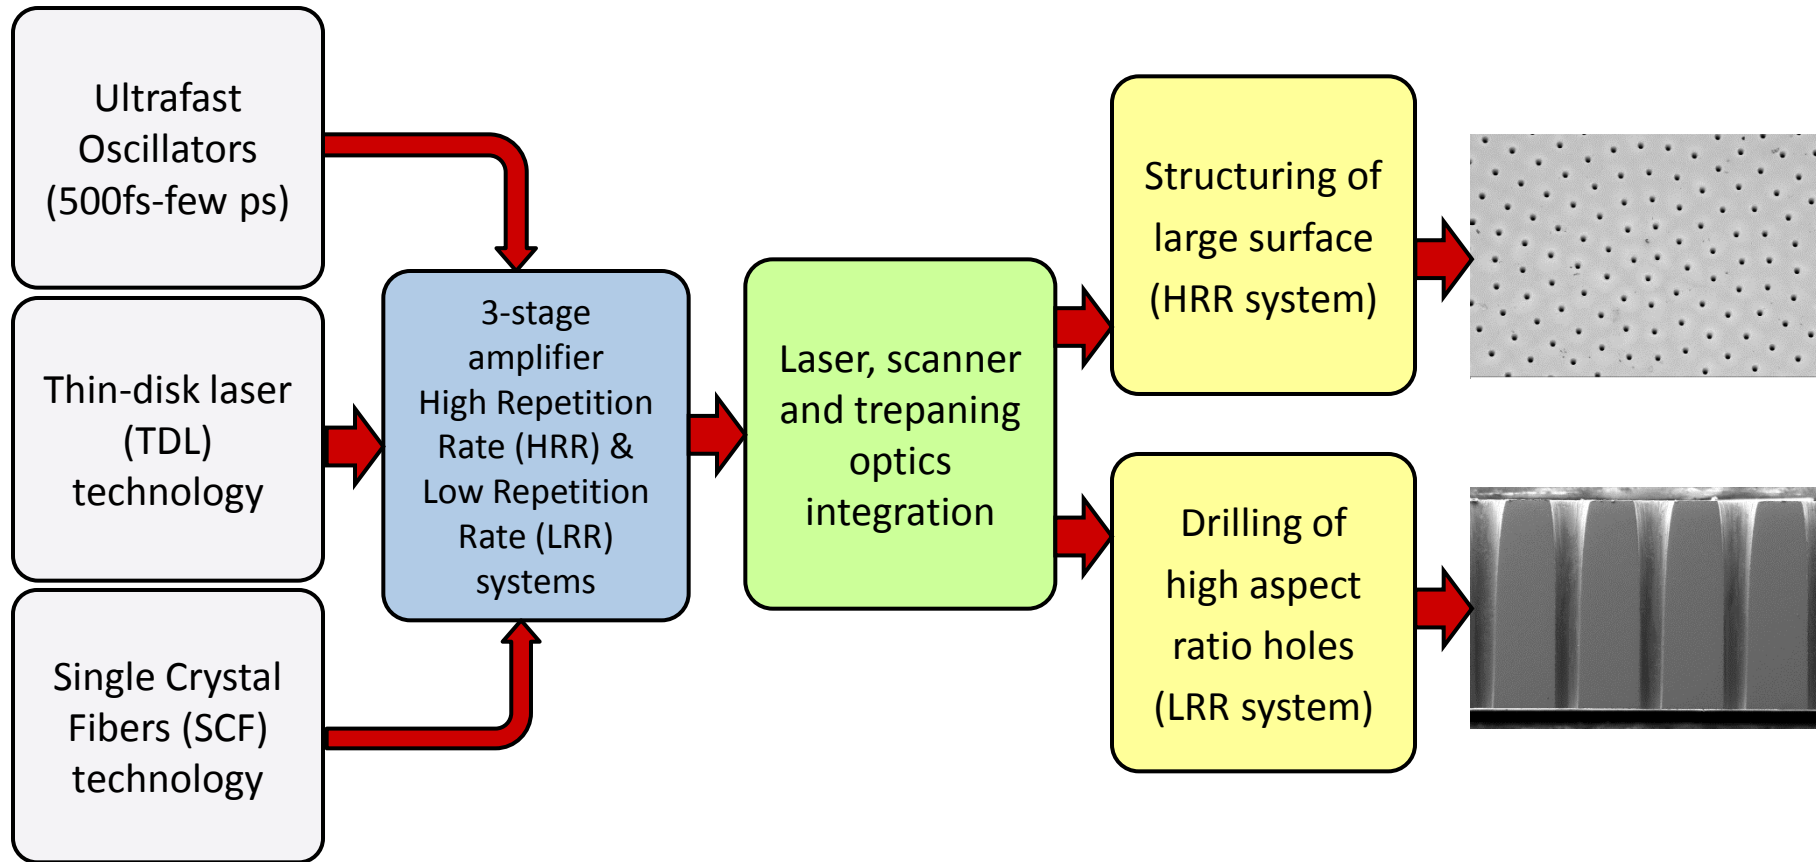 Ultrafast
Oscillators
(500fs-few ps)
Thin-disk laser
(TDL)
technology
Single Crystal
Fibers (SCF)
technology
3-stage
amplifier
High Repetition
Rate (HRR) &
Low Repetition
Rate (LRR)
systems
Laser, scanner
and trepaning
optics
integration
Structuring of
large surface
(HRR system)
Drilling of
high aspect
ratio holes
(LRR system)